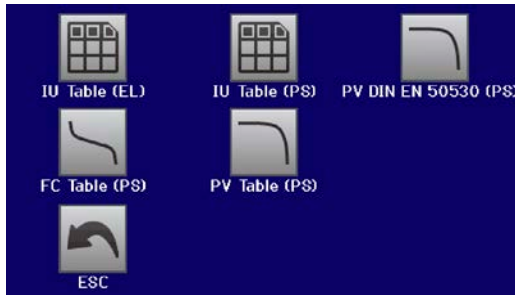 IU Table (EL)
IU Table (PS)
PV DIN EN 50530 (PS)
FC Table (PS)
PV Table (PS)
ESC